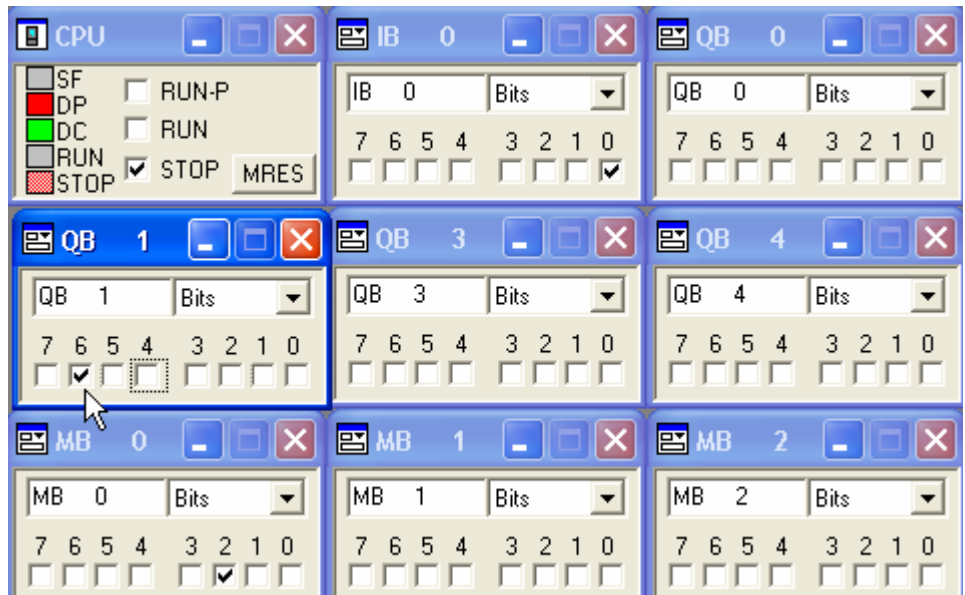 CPU
SF
DP
DC
RUN
STOP
RUN-P
RUN
STOP
MRES
IB 0
IB 0 Bits
7 6 5 4 3 2 1 0
QB 0
QB 0 Bits
7 6 5 4 3 2 1 0
QB 1
QB 1 Bits
7 6 5 4 3 2 1 0
QB 3
QB 3 Bits
7 6 5 4 3 2 1 0
QB 4
QB 4 Bits
7 6 5 4 3 2 1 0
MB 0
MB 0 Bits
7 6 5 4 3 2 1 0
MB 1
MB 1 Bits
7 6 5 4 3 2 1 0
MB 2
MB 2 Bits
7 6 5 4 3 2 1 0